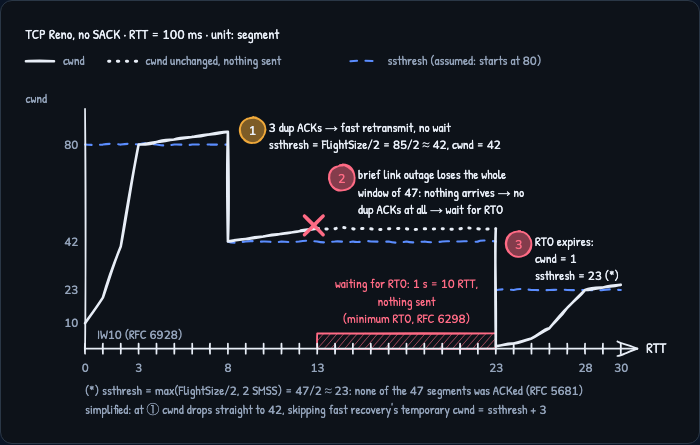 TCP Reno, no SACK · RTT = 100 ms · unit: segment
cwnd
cwnd unchanged, nothing sent
ssthresh (assumed: starts at 80)
cwnd
80
42
23
10
1
3 dup ACKs → fast retransmit, no wait
ssthresh = FlightSize/2 = 85/2 ≈ 42, cwnd = 42
2
brief link outage loses the whole
window of 47: nothing arrives → no
dup ACKs at all → wait for RTO
3
RTO expires:
cwnd = 1
ssthresh = 23 (*)
waiting for RTO: 1 s = 10 RTT,
nothing sent
(minimum RTO, RFC 6298)
IW10 (RFC 6928)
0
3
8
13
23
28
30
RTT
(*) ssthresh = max(FlightSize/2, 2 SMSS) = 47/2 ≈ 23: none of the 47 segments was ACKed (RFC 5681)
simplified: at ① cwnd drops straight to 42, skipping fast recovery's temporary cwnd = ssthresh + 3